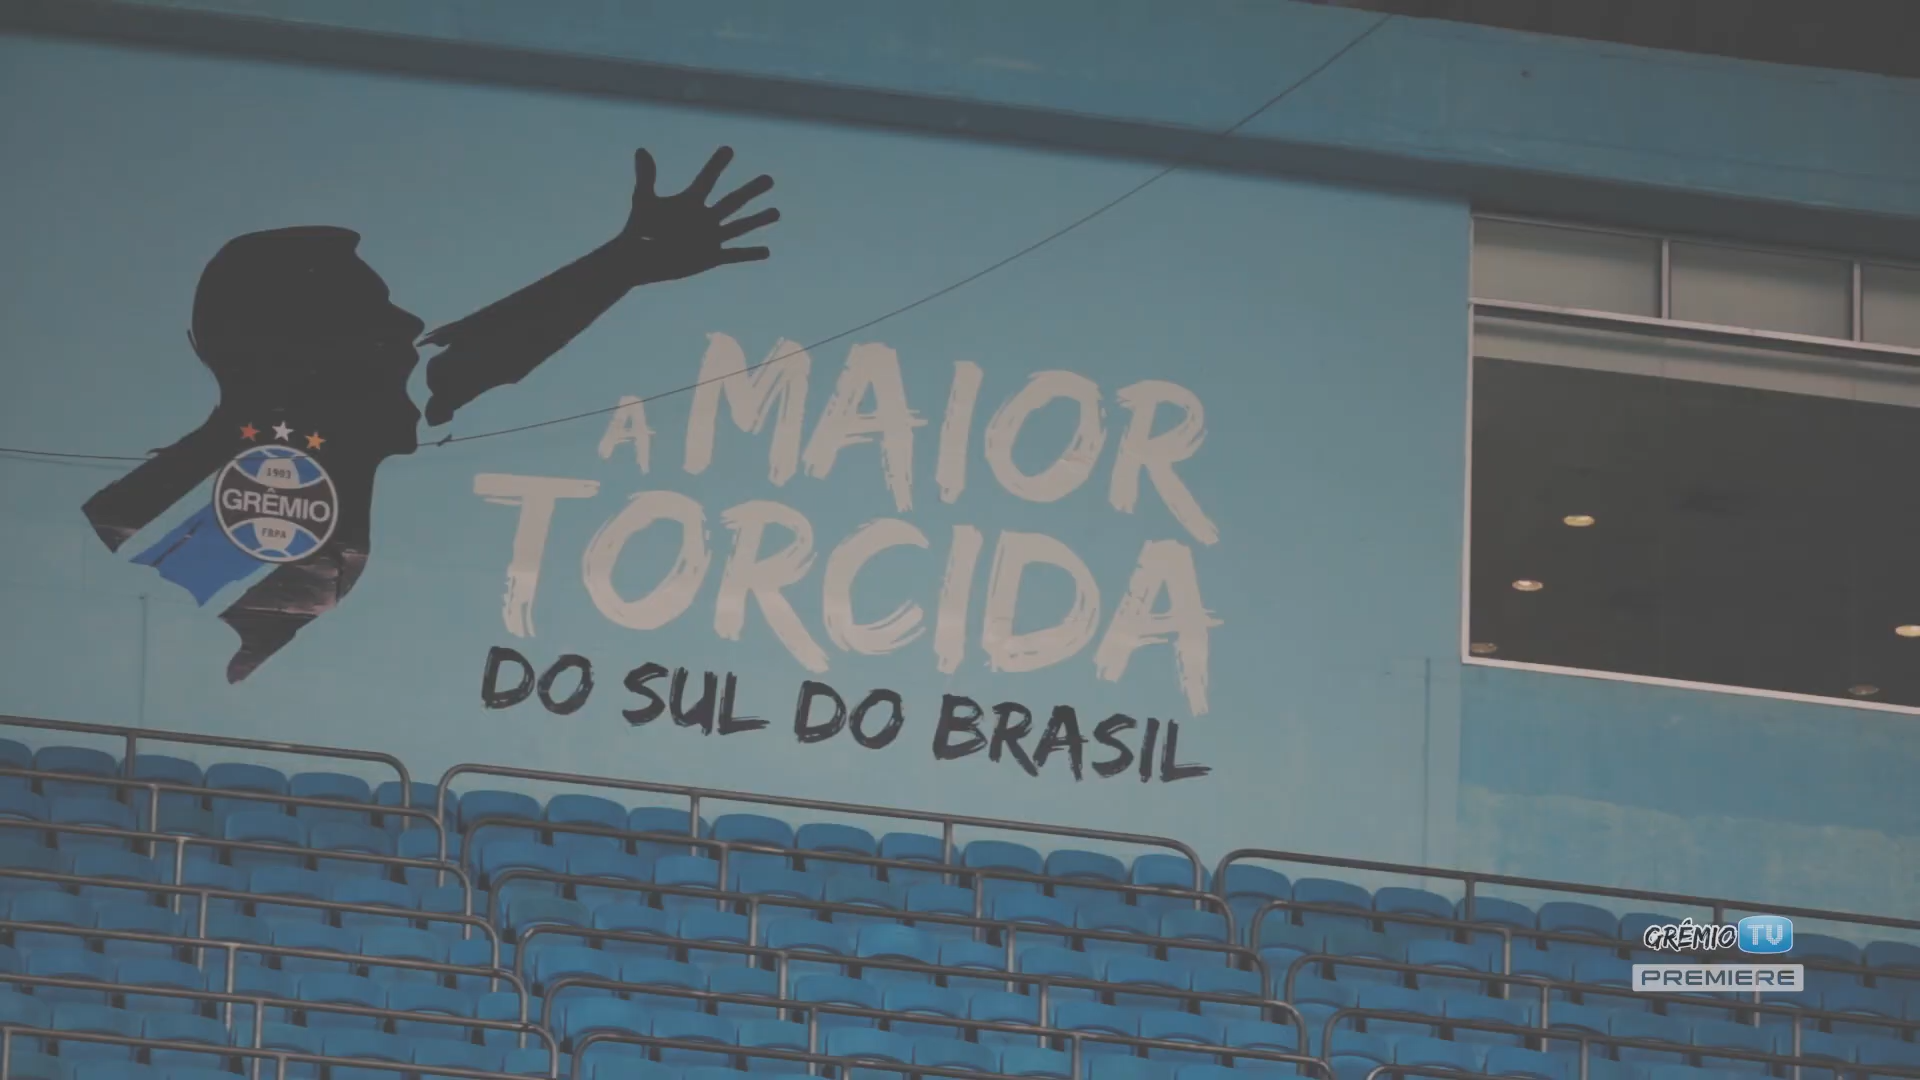 A MAIOR
TORCIDA
DO SUL DO BRASIL
1903
GRÊMIO
FBPA
GRÊMIO TV
PREMIERE